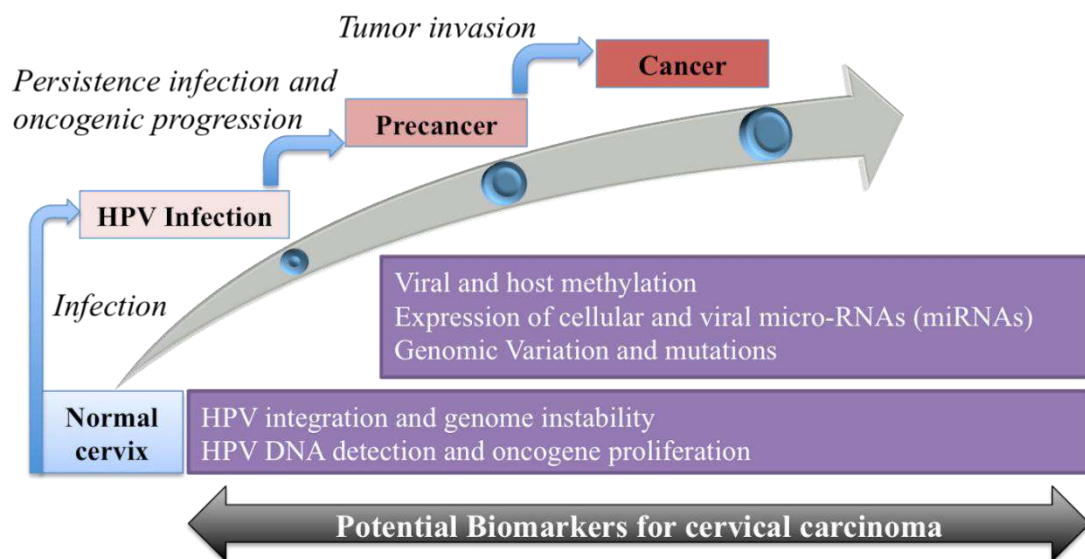 Tumor invasion
Cancer
Persistence infection and
oncogenic progression
Precancer
HPV Infection
Infection
Viral and host methylation
Expression of cellular and viral micro-RNAs (miRNAs)
Genomic Variation and mutations
Normal
cervix
HPV integration and genome instability
HPV DNA detection and oncogene proliferation
Potential Biomarkers for cervical carcinoma